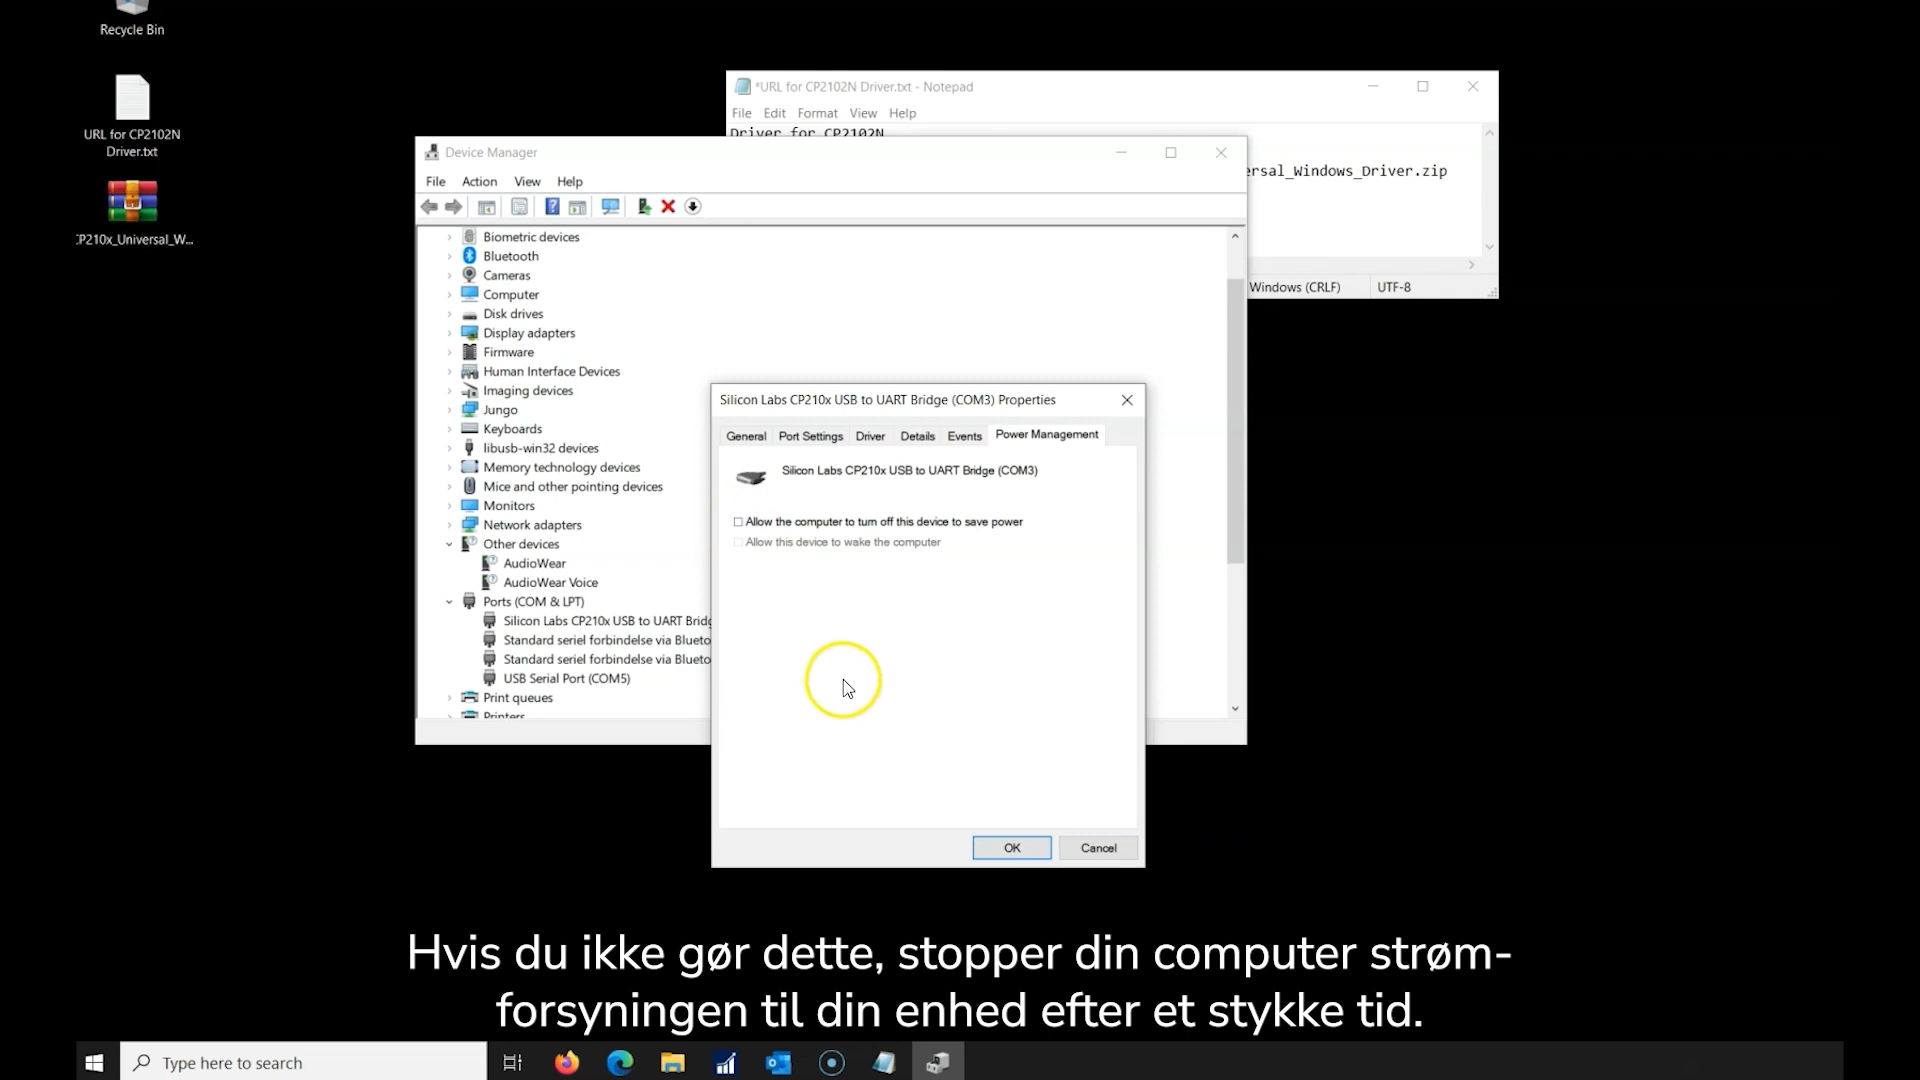 Recycle Bin
URL for CP2102N
Driver.txt
P210x_Universal_W...
*URL for CP2102N Driver.txt - Notepad
File Edit Format View Help
Driver for CP2102N
ersal_Windows_Driver.zip
Windows (CRLF) UTF-8
Device Manager
File Action View Help
Biometric devices
Bluetooth
Cameras
Computer
Disk drives
Display adapters
Firmware
Human Interface Devices
Imaging devices
Jungo
Keyboards
libusb-win32 devices
Memory technology devices
Mice and other pointing devices
Monitors
Network adapters
Other devices
AudioWear
AudioWear Voice
Ports (COM & LPT)
Silicon Labs CP210x USB to UART Bridg
Standard seriel forbindelse via Blueto
Standard seriel forbindelse via Blueto
USB Serial Port (COM5)
Print queues
Printers
Silicon Labs CP210x USB to UART Bridge (COM3) Properties
General Port Settings Driver Details Events Power Management
Silicon Labs CP210x USB to UART Bridge (COM3)
Allow the computer to turn off this device to save power
Allow this device to wake the computer
OK Cancel
Hvis du ikke gør dette, stopper din computer strøm-
forsyningen til din enhed efter et stykke tid.
Type here to search